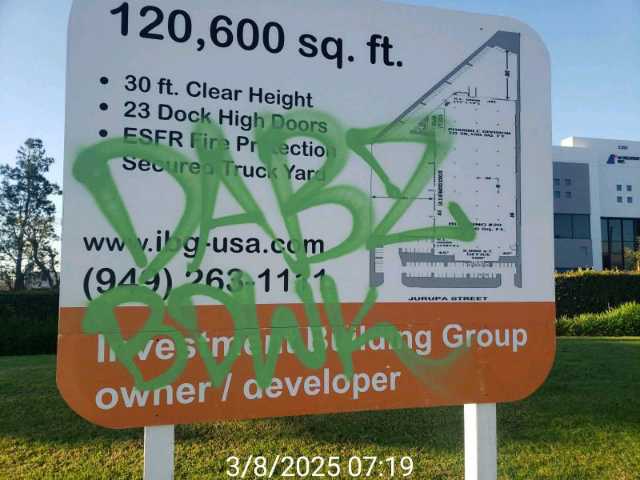 120,600 sq. ft.
• 30 ft. Clear Height
• 23 Dock High Doors
• ESFR Fire Protection
Secured Truck Yard
DABZ
www.ibg-usa.com
(949) 263-1111
JURUPA STREET
BDWK
Investment Building Group
owner / developer
3/8/2025 07:19